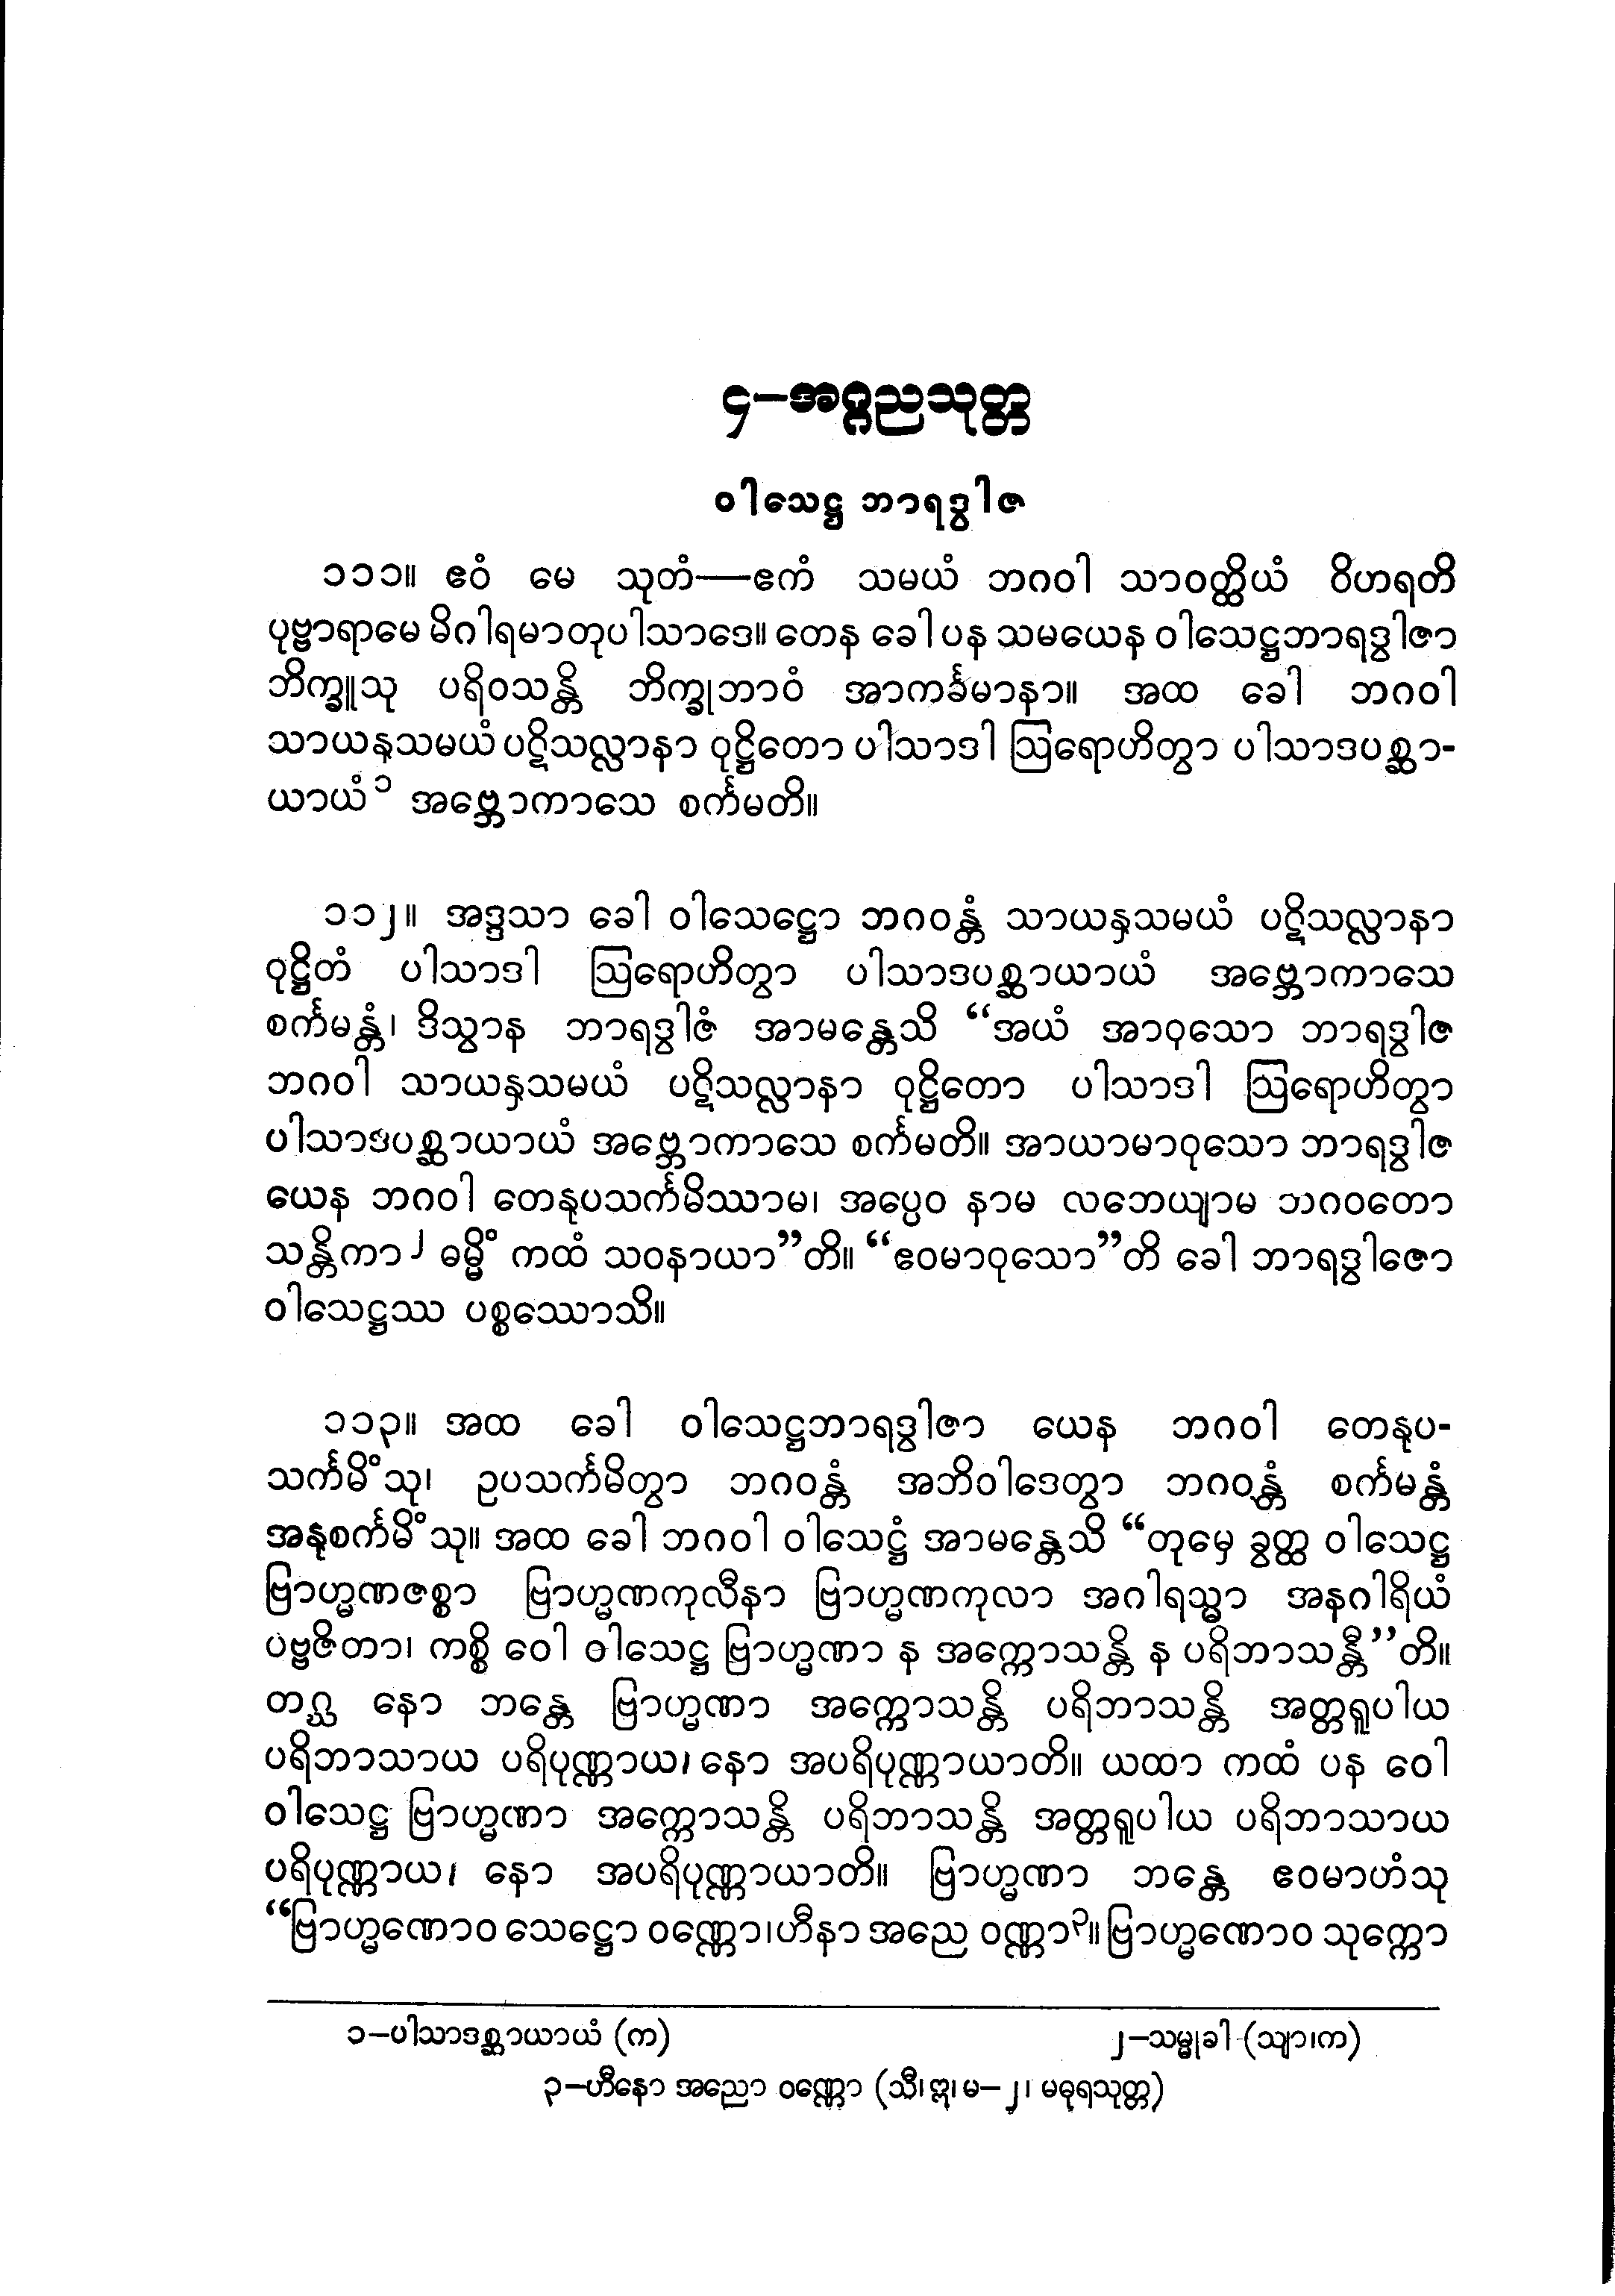 ၄–အဂ္ဂညသုတ္တ
ဝါသေဋ္ဌ ဘာရဒွါဇ
၁၁၁။ ဧဝံ မေ သုတံ—ဧကံ သမယံ ဘဂဝါ သာဝတ္ထိယံ ဝိဟရတိ
ပုဗ္ဗာရာမေ မိဂါရမာတုပါသာဒေ။ တေန ခေါ ပန သမယေန ဝါသေဋ္ဌဘာရဒွါဇာ
ဘိက္ခူသု ပရိဝသန္တိ ဘိက္ခုဘာဝံ အာကင်္ခမာနာ။ အထ ခေါ ဘဂဝါ
သာယနှသမယံ ပဋိသလ္လာနာ ဝုဋ္ဌိတော ပါသာဒါ ဩရောဟိတွာ ပါသာဒပစ္ဆာ-
ယာယံ ၁ အဗ္ဘောကာသေ စင်္ကမတိ။
၁၁၂။ အဒ္ဒသာ ခေါ ဝါသေဋ္ဌော ဘဂဝန္တံ သာယနှသမယံ ပဋိသလ္လာနာ
ဝုဋ္ဌိတံ ပါသာဒါ ဩရောဟိတွာ ပါသာဒပစ္ဆာယာယံ အဗ္ဘောကာသေ
စင်္ကမန္တံ၊ ဒိသွာန ဘာရဒွါဇံ အာမန္တေသိ “အယံ အာဝုသော ဘာရဒွါဇ
ဘဂဝါ သာယနှသမယံ ပဋိသလ္လာနာ ဝုဋ္ဌိတော ပါသာဒါ ဩရောဟိတွာ
ပါသာဒပစ္ဆာယာယံ အဗ္ဘောကာသေ စင်္ကမတိ။ အာယာမာဝုသော ဘာရဒွါဇ
ယေန ဘဂဝါ တေနုပသင်္ကမိဿာမ၊ အပ္ပေဝ နာမ လဘေယျာမ ဘဂဝတော
သန္တိကာ ၂ ဓမ္မိံ ကထံ သဝနာယာ”တိ။ “ဧဝမာဝုသော”တိ ခေါ ဘာရဒွါဇော
ဝါသေဋ္ဌဿ ပစ္စဿောသိ။
၁၁၃။ အထ ခေါ ဝါသေဋ္ဌဘာရဒွါဇာ ယေန ဘဂဝါ တေနုပ-
သင်္ကမိံသု၊ ဥပသင်္ကမိတွာ ဘဂဝန္တံ အဘိဝါဒေတွာ ဘဂဝန္တံ စင်္ကမန္တံ
အနုစင်္ကမိံသု။ အထ ခေါ ဘဂဝါ ဝါသေဋ္ဌံ အာမန္တေသိ “တုမှေ ခွတ္ထ ဝါသေဋ္ဌ
ဗြာဟ္မဏဇစ္စာ ဗြာဟ္မဏကုလီနာ ဗြာဟ္မဏကုလာ အဂါရသ္မာ အနဂါရိယံ
ပဗ္ဗဇိတာ၊ ကစ္စိ ဝေါ ဝါသေဋ္ဌ ဗြာဟ္မဏာ န အက္ကောသန္တိ န ပရိဘာသန္တီ”တိ။
တဂ္ဃ နော ဘန္တေ ဗြာဟ္မဏာ အက္ကောသန္တိ ပရိဘာသန္တိ အတ္တရူပါယ
ပရိဘာသာယ ပရိပုဏ္ဏာယ၊ နော အပရိပုဏ္ဏာယာတိ။ ယထာ ကထံ ပန ဝေါ
ဝါသေဋ္ဌ ဗြာဟ္မဏာ အက္ကောသန္တိ ပရိဘာသန္တိ အတ္တရူပါယ ပရိဘာသာယ
ပရိပုဏ္ဏာယ၊ နော အပရိပုဏ္ဏာယာတိ။ ဗြာဟ္မဏာ ဘန္တေ ဧဝမာဟံသု
“ဗြာဟ္မဏောဝ သေဋ္ဌော ဝဏ္ဏော၊ ဟီနာ အညေ ဝဏ္ဏာ ၃။ ဗြာဟ္မဏောဝ သုက္ကော
၁–ပါသာဒစ္ဆာယာယံ (က) ၂–သမ္မုခါ (သျာ၊က)
၃–ဟီနော အညော ဝဏ္ဏော (သီ၊ ဣ၊ မ–၂၊ မဓုရသုတ္တ)